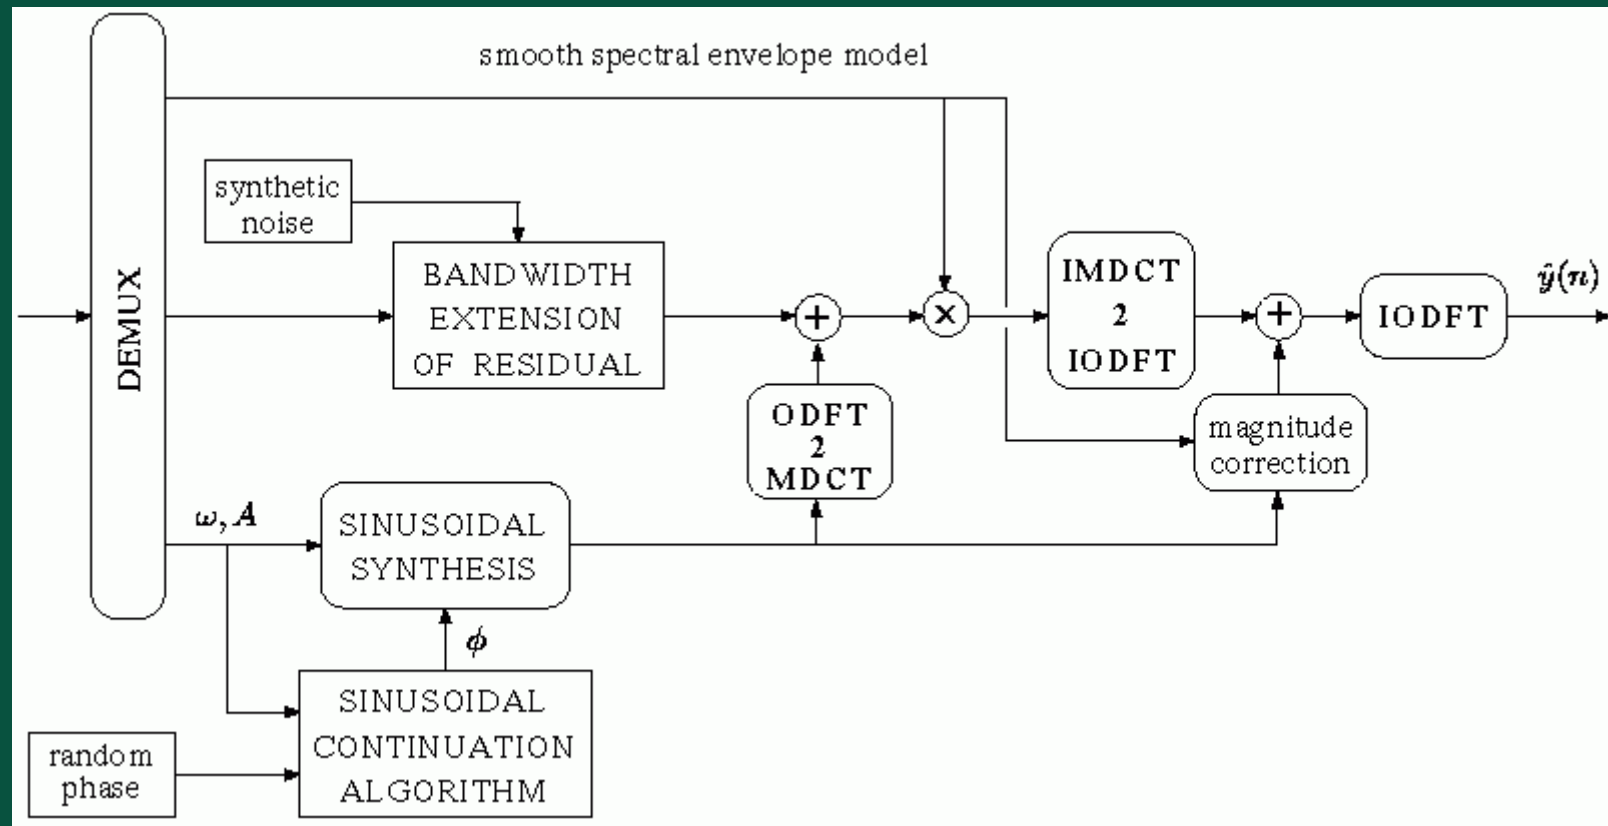 smooth spectral envelope model
synthetic
noise
DEMUX
BANDWIDTH
EXTENSION
OF RESIDUAL
+
×
IMDCT
2
IODFT
+
ŷ(n)
IODFT
ODFT
2
MDCT
magnitude
correction
ω, A
SINUSOIDAL
SYNTHESIS
ϕ
SINUSOIDAL
CONTINUATION
ALGORITHM
random
phase